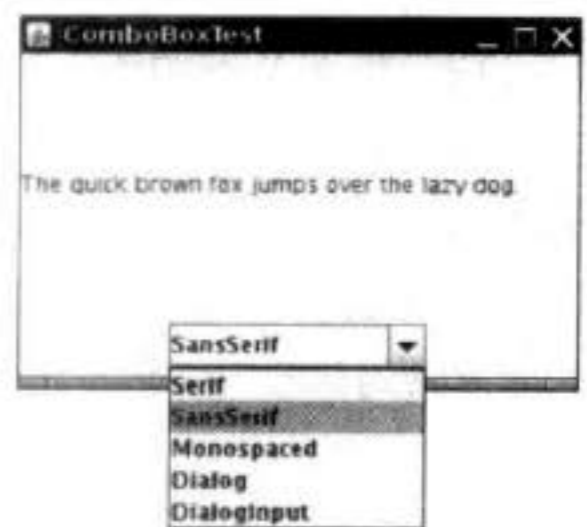 ComboBoxTest
The quick brown fox jumps over the lazy dog.
SansSerif
Serif
SansSerif
Monospaced
Dialog
DialogInput